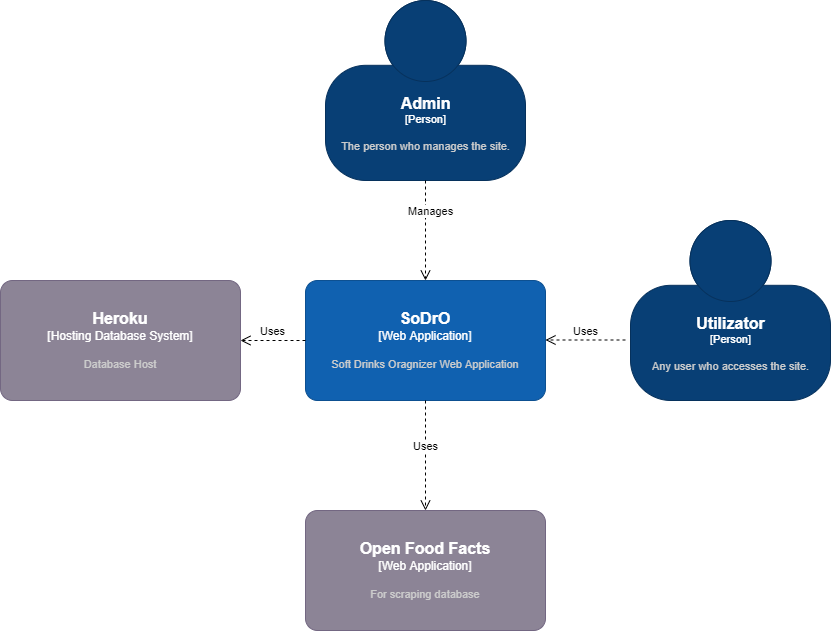 Admin
[Person]
The person who manages the site.
Manages
Heroku
[Hosting Database System]
Database Host
Uses
SoDrO
[Web Application]
Soft Drinks Oragnizer Web Application
Uses
Utilizator
[Person]
Any user who accesses the site.
Uses
Open Food Facts
[Web Application]
For scraping database